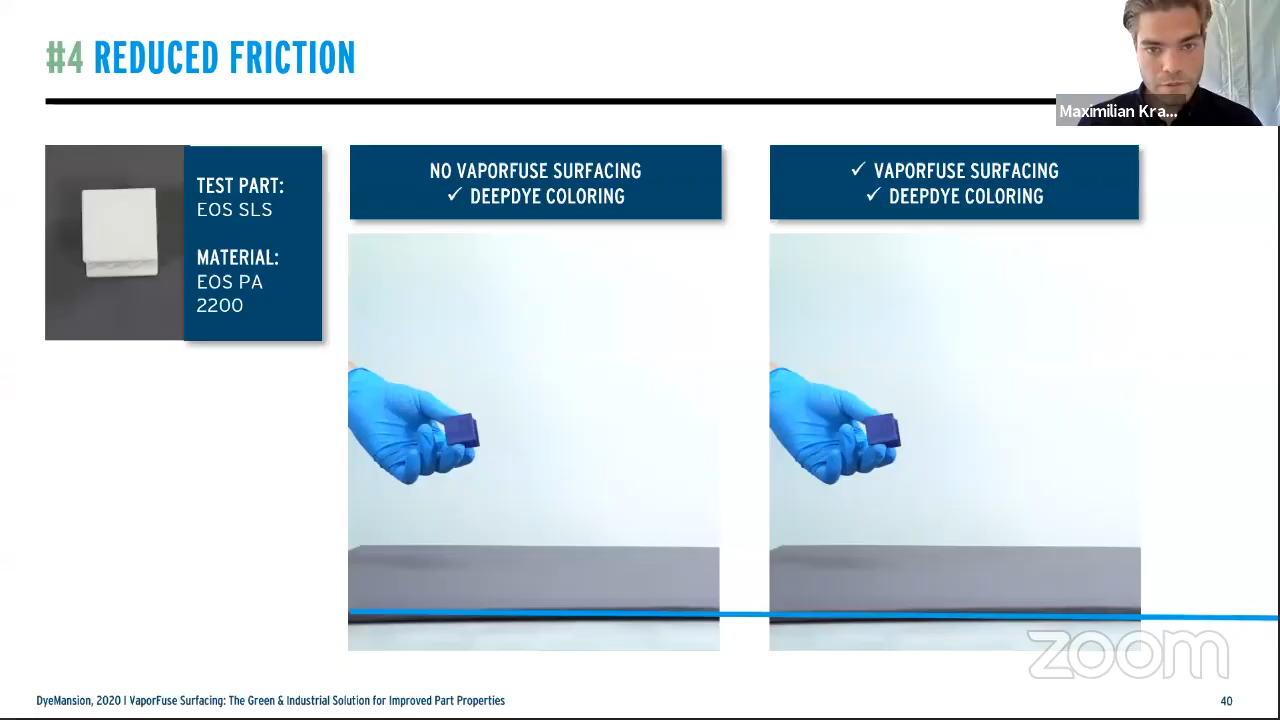 #4 REDUCED FRICTION
Maximilian Kra...
TEST PART:
EOS SLS
MATERIAL:
EOS PA
2200
NO VAPORFUSE SURFACING
✓ DEEPDYE COLORING
✓ VAPORFUSE SURFACING
✓ DEEPDYE COLORING
zoom
DyeMansion, 2020 I VaporFuse Surfacing: The Green & Industrial Solution for Improved Part Properties
40